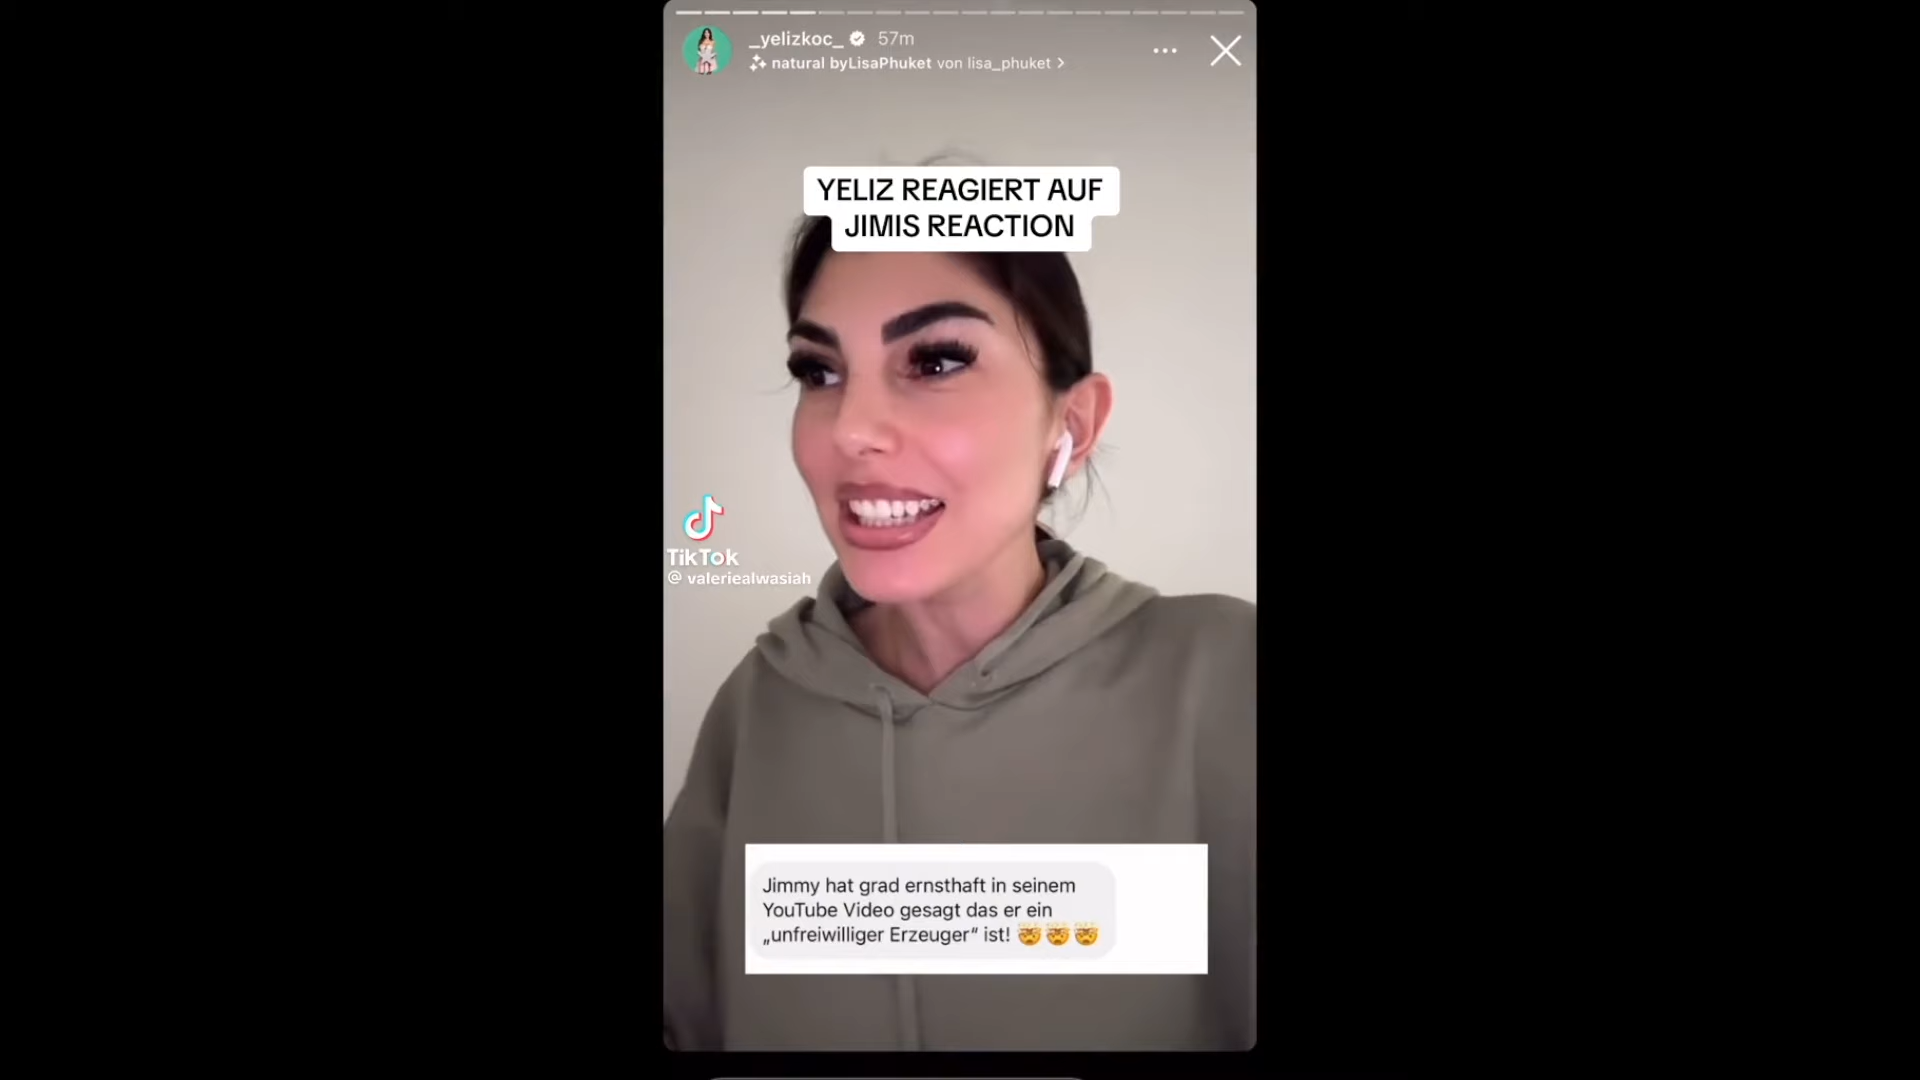 _yelizkoc_ 57m
natural byLisaPhuket von lisa_phuket >
YELIZ REAGIERT AUF
JIMIS REACTION
TikTok
@ valeriealwasiah
Jimmy hat grad ernsthaft in seinem
YouTube Video gesagt das er ein
„unfreiwilliger Erzeuger“ ist! 🤯🤯🤯